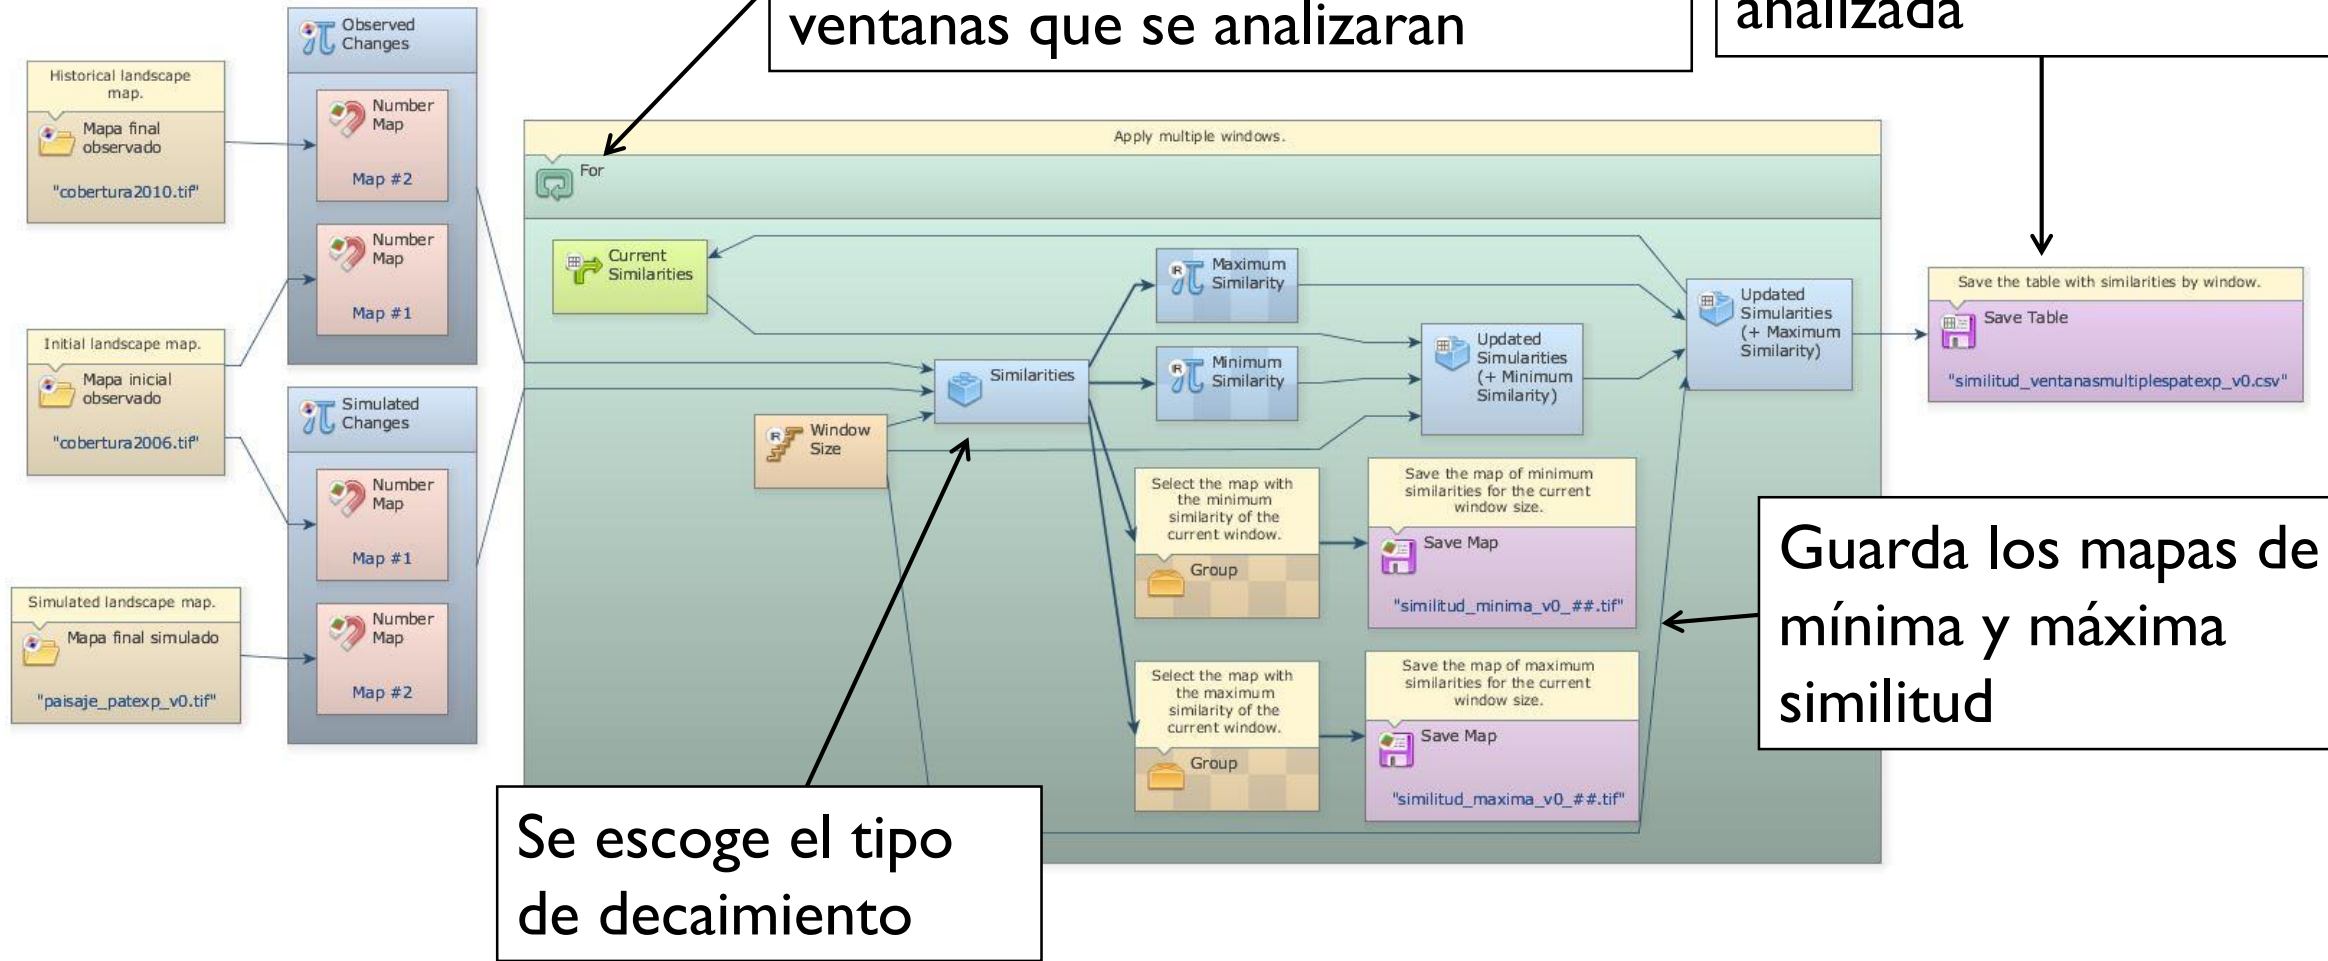 ventanas que se analizaran
analizada
Observed
Changes
Number
Map
Map #2
Number
Map
Map #1
Historical landscape
map.
Mapa final
observado
"cobertura2010.tif"
Initial landscape map.
Mapa inicial
observado
"cobertura2006.tif"
Simulated
Changes
Number
Map
Map #1
Number
Map
Map #2
Simulated landscape map.
Mapa final simulado
"paisaje_patexp_v0.tif"
Apply multiple windows.
For
Current
Similarities
Window
Size
Similarities
Maximum
Similarity
Minimum
Similarity
Updated
Simularities
(+ Minimum
Similarity)
Updated
Similarities
(+ Maximum
Similarity)
Save the table with similarities by window.
Save Table
"similitud_ventanasmultiplespatexp_v0.csv"
Select the map with
the minimum
similarity of the
current window.
Group
Save the map of minimum
similarities for the current
window size.
Save Map
"similitud_minima_v0_##.tif"
Select the map with
the maximum
similarity of the
current window.
Group
Save the map of maximum
similarities for the current
window size.
Save Map
"similitud_maxima_v0_##.tif"
Guarda los mapas de
mínima y máxima
similitud
Se escoge el tipo
de decaimiento